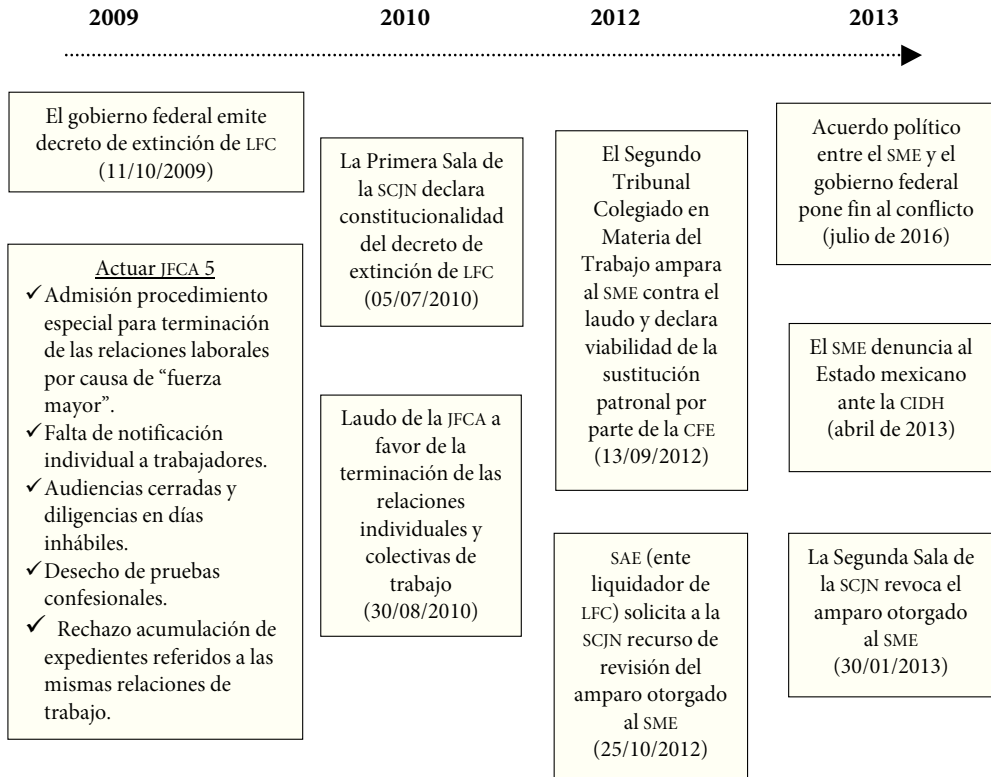 2009
2010
2012
2013
El gobierno federal emite
decreto de extinción de LFC
(11/10/2009)
Actuar JFCA 5
✓Admisión procedimiento
especial para terminación
de las relaciones laborales
por causa de “fuerza
mayor”.
✓Falta de notificación
individual a trabajadores.
✓Audiencias cerradas y
diligencias en días
inhábiles.
✓Desecho de pruebas
confesionales.
✓ Rechazo acumulación de
expedientes referidos a las
mismas relaciones de
trabajo.
La Primera Sala de
la SCJN declara
constitucionalidad
del decreto de
extinción de LFC
(05/07/2010)
Laudo de la JFCA a
favor de la
terminación de las
relaciones
individuales y
colectivas de
trabajo
(30/08/2010)
El Segundo
Tribunal
Colegiado en
Materia del
Trabajo ampara
al SME contra el
laudo y declara
viabilidad de la
sustitución
patronal por
parte de la CFE
(13/09/2012)
SAE (ente
liquidador de
LFC) solicita a la
SCJN recurso de
revisión del
amparo otorgado
al SME
(25/10/2012)
Acuerdo político
entre el SME y el
gobierno federal
pone fin al conflicto
(julio de 2016)
El SME denuncia al
Estado mexicano
ante la CIDH
(abril de 2013)
La Segunda Sala de
la SCJN revoca el
amparo otorgado
al SME
(30/01/2013)